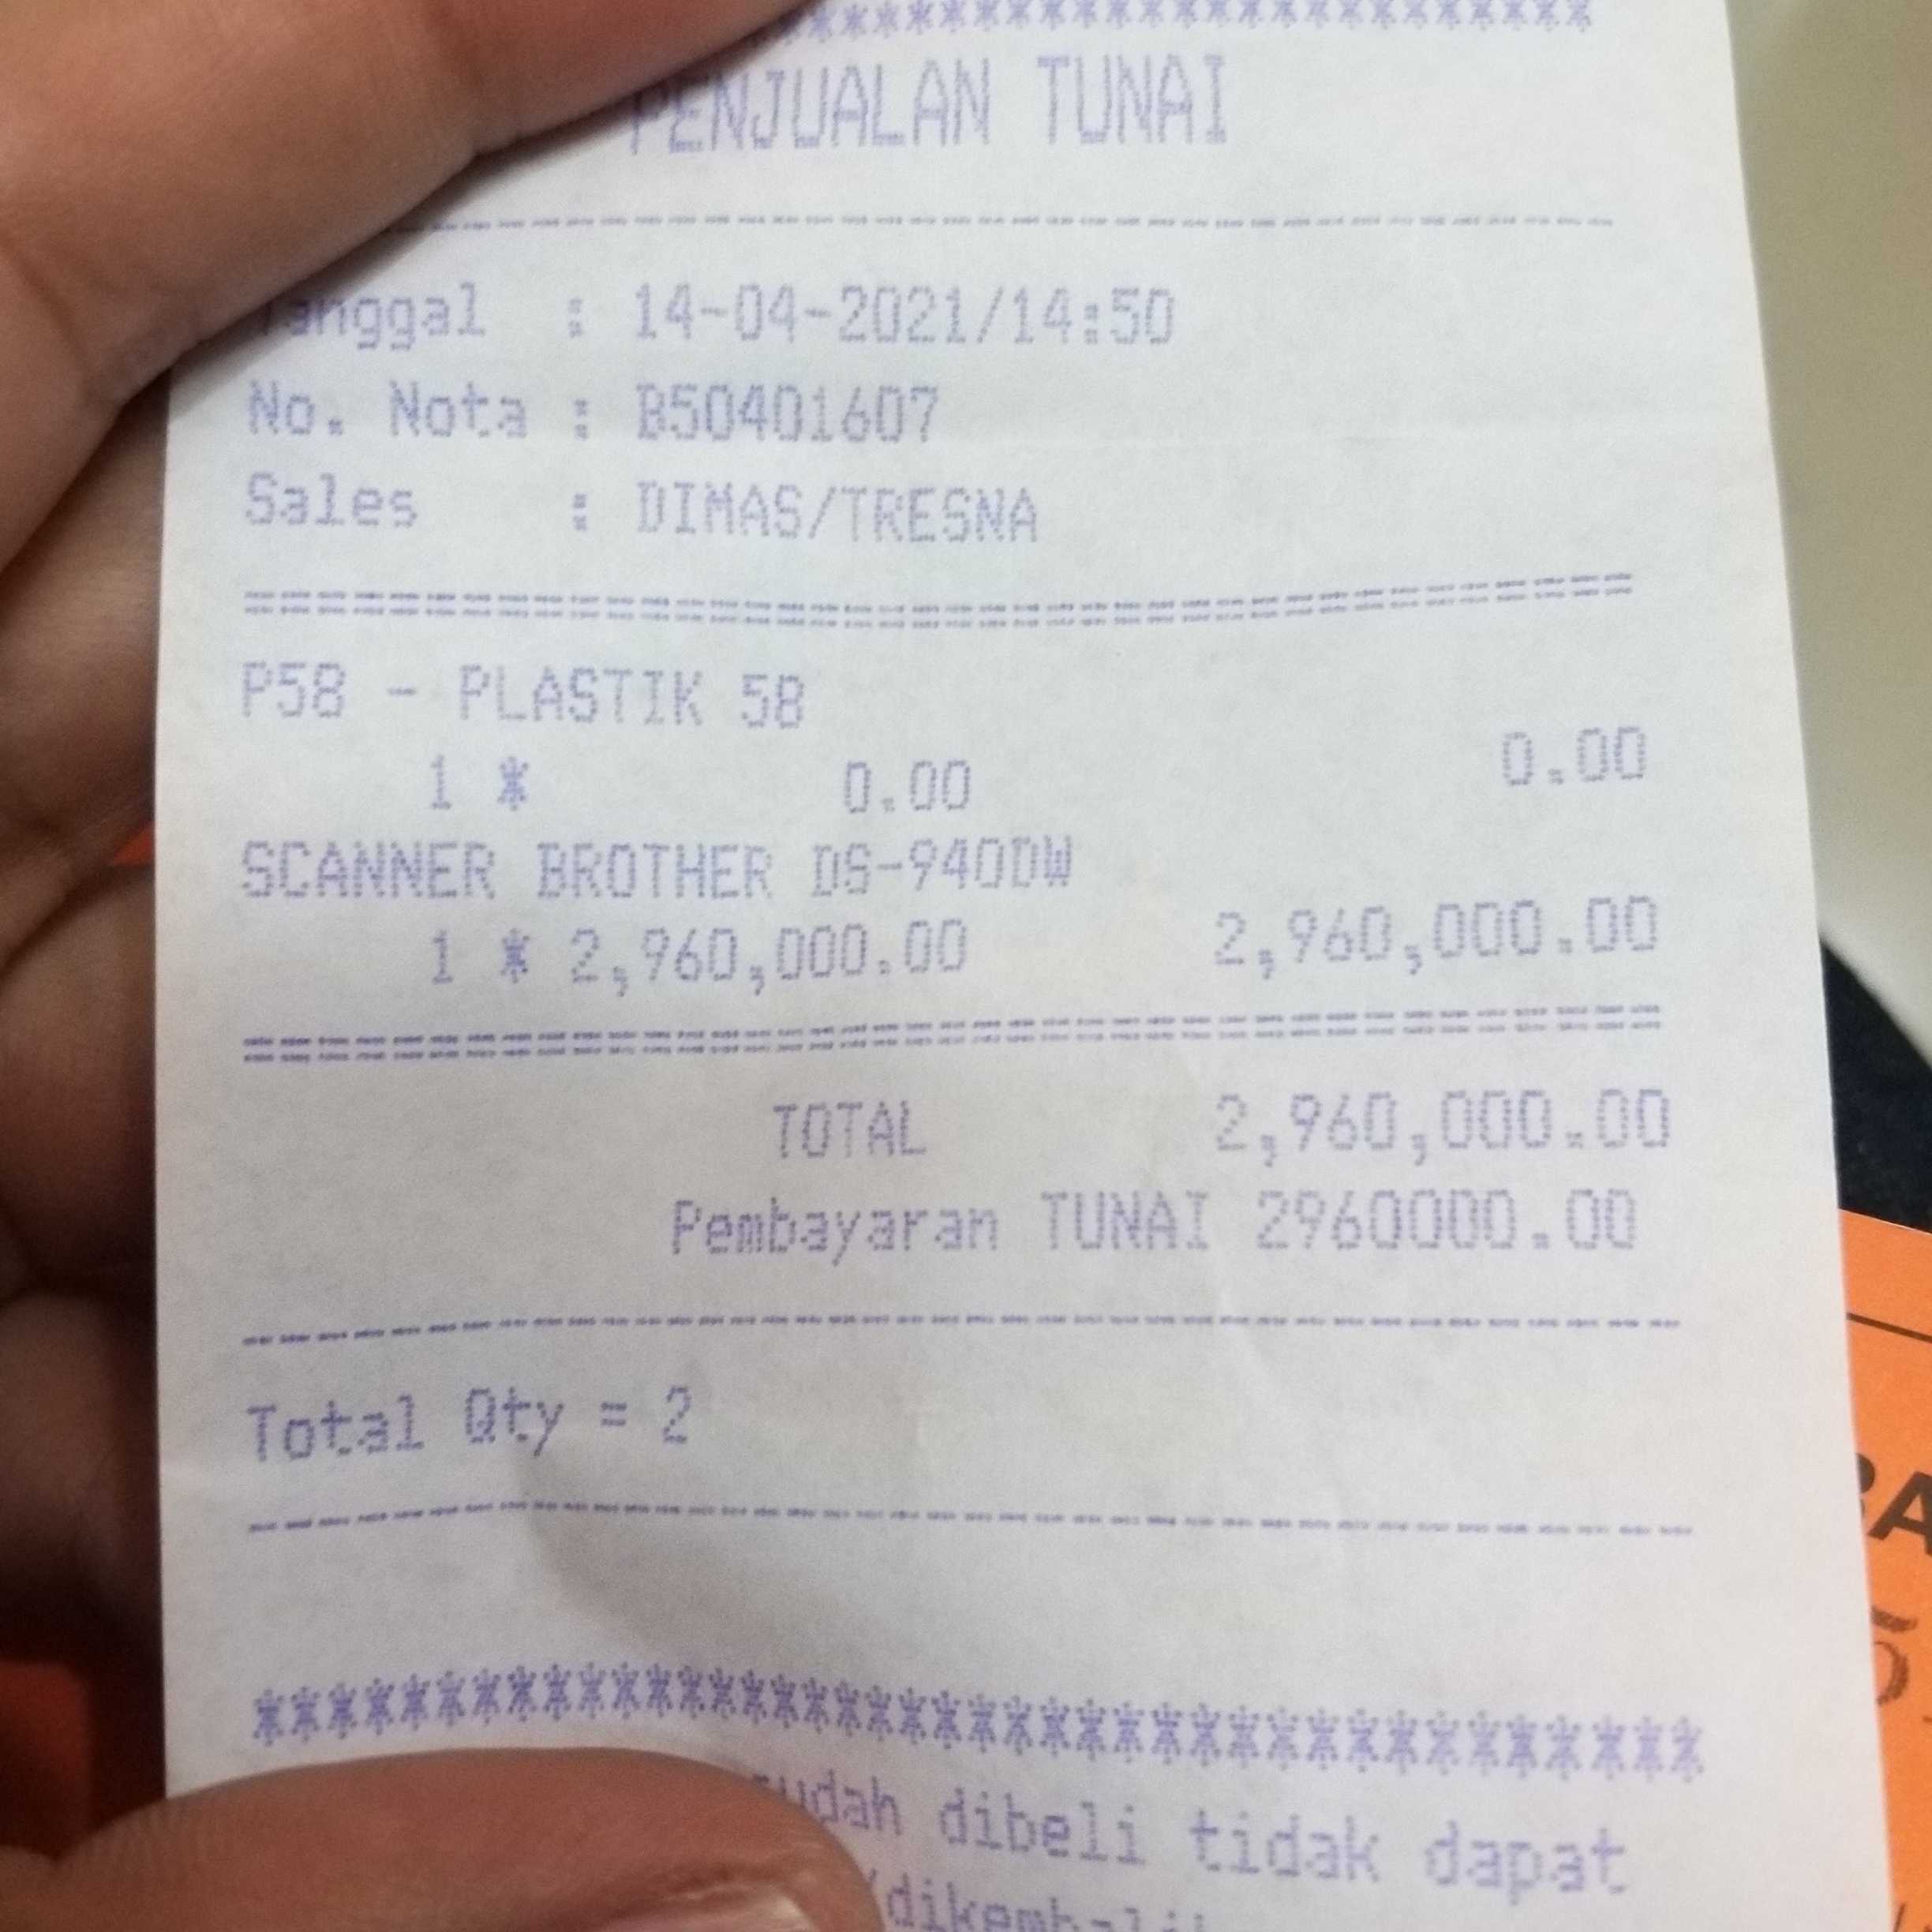 *************************
PENJUALAN TUNAI
Tanggal : 14-04-2021/14:50
No. Nota : B50401607
Sales : DIMAS/TRESNA
P58 - PLASTIK 58
1 * 0.00 0.00
SCANNER BROTHER DS-940DW
1 * 2,960,000.00 2,960,000.00
TOTAL 2,960,000.00
Pembayaran TUNAI 2960000.00
Total Qty = 2
****************************************
sudah dibeli tidak dapat
BA